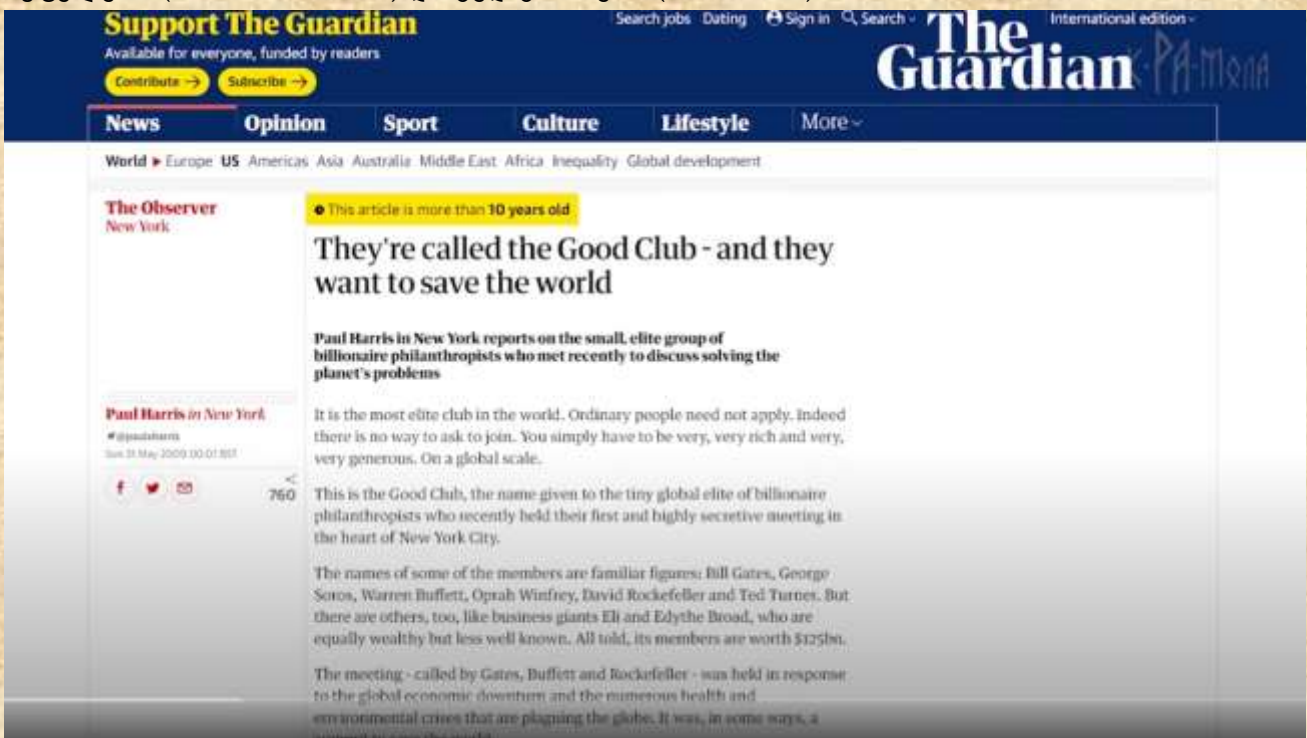 Support The Guardian
Available for everyone, funded by readers
Contribute →
Subscribe →
Search jobs Dating Sign in Search
International edition
The
Guardian
News Opinion Sport Culture Lifestyle More
World ▸ Europe US Americas Asia Australia Middle East Africa Inequality Global development
The Observer
New York
This article is more than 10 years old
They're called the Good Club - and they
want to save the world
Paul Harris in New York reports on the small, elite group of
billionaire philanthropists who met recently to discuss solving the
planet's problems
Paul Harris in New York
@paulxharris
Sun 31 May 2009 00.01 BST
760
It is the most elite club in the world. Ordinary people need not apply. Indeed
there is no way to ask to join. You simply have to be very, very rich and very,
very generous. On a global scale.
This is the Good Club, the name given to the tiny global elite of billionaire
philanthropists who recently held their first and highly secretive meeting in
the heart of New York City.
The names of some of the members are familiar figures: Bill Gates, George
Soros, Warren Buffett, Oprah Winfrey, David Rockefeller and Ted Turner. But
there are others, too, like business giants Eli and Edythe Broad, who are
equally wealthy but less well known. All told, its members are worth $125bn.
The meeting - called by Gates, Buffett and Rockefeller - was held in response
to the global economic downturn and the numerous health and
environmental crises that are plaguing the globe. It was, in some ways, a